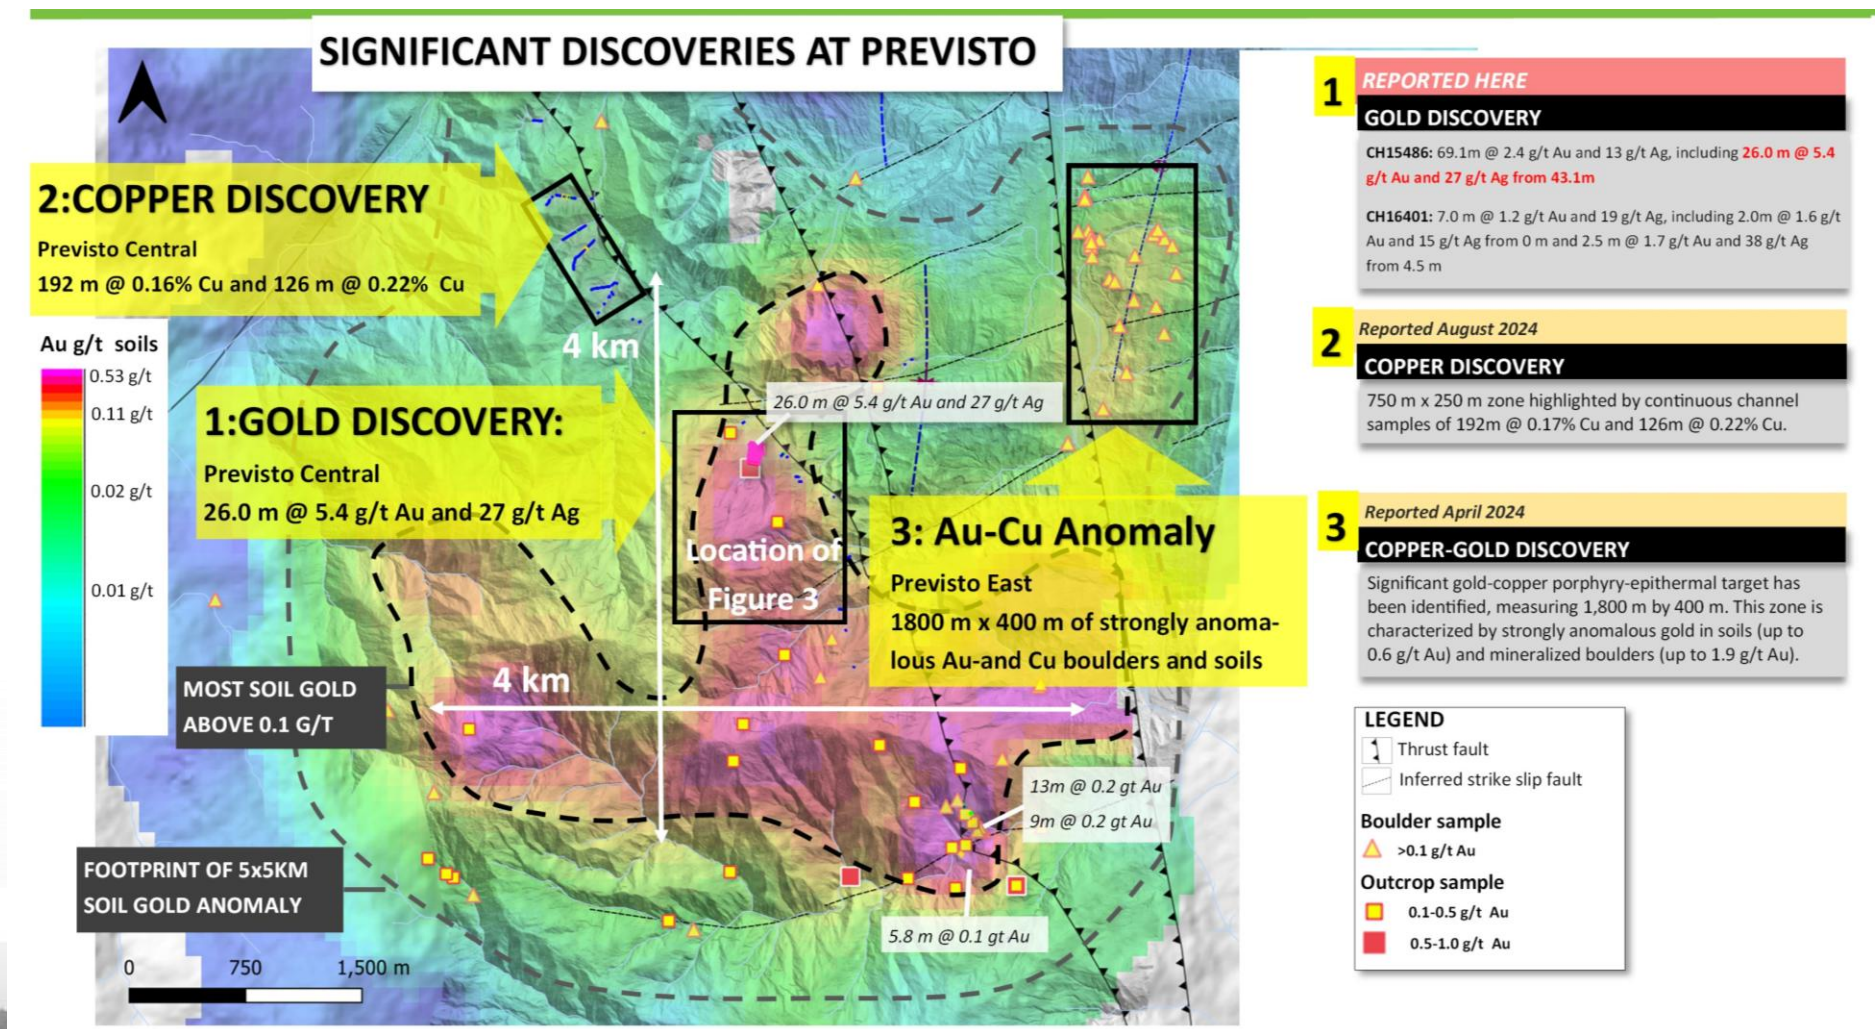 SIGNIFICANT DISCOVERIES AT PREVISTO
2:COPPER DISCOVERY
Previsto Central
192 m @ 0.16% Cu and 126 m @ 0.22% Cu
Au g/t soils
0.53 g/t
0.11 g/t
0.02 g/t
0.01 g/t
4 km
1:GOLD DISCOVERY:
Previsto Central
26.0 m @ 5.4 g/t Au and 27 g/t Ag
26.0 m @ 5.4 g/t Au and 27 g/t Ag
Location of
Figure 3
3: Au-Cu Anomaly
Previsto East
1800 m x 400 m of strongly anoma-
lous Au-and Cu boulders and soils
MOST SOIL GOLD
ABOVE 0.1 G/T
4 km
13m @ 0.2 gt Au
9m @ 0.2 gt Au
5.8 m @ 0.1 gt Au
FOOTPRINT OF 5x5KM
SOIL GOLD ANOMALY
0 750 1,500 m
1
REPORTED HERE
GOLD DISCOVERY
CH15486: 69.1m @ 2.4 g/t Au and 13 g/t Ag, including 26.0 m @ 5.4
g/t Au and 27 g/t Ag from 43.1m
CH16401: 7.0 m @ 1.2 g/t Au and 19 g/t Ag, including 2.0m @ 1.6 g/t
Au and 15 g/t Ag from 0 m and 2.5 m @ 1.7 g/t Au and 38 g/t Ag
from 4.5 m
2
Reported August 2024
COPPER DISCOVERY
750 m x 250 m zone highlighted by continuous channel
samples of 192m @ 0.17% Cu and 126m @ 0.22% Cu.
3
Reported April 2024
COPPER-GOLD DISCOVERY
Significant gold-copper porphyry-epithermal target has
been identified, measuring 1,800 m by 400 m. This zone is
characterized by strongly anomalous gold in soils (up to
0.6 g/t Au) and mineralized boulders (up to 1.9 g/t Au).
LEGEND
Thrust fault
Inferred strike slip fault
Boulder sample
>0.1 g/t Au
Outcrop sample
0.1-0.5 g/t Au
0.5-1.0 g/t Au